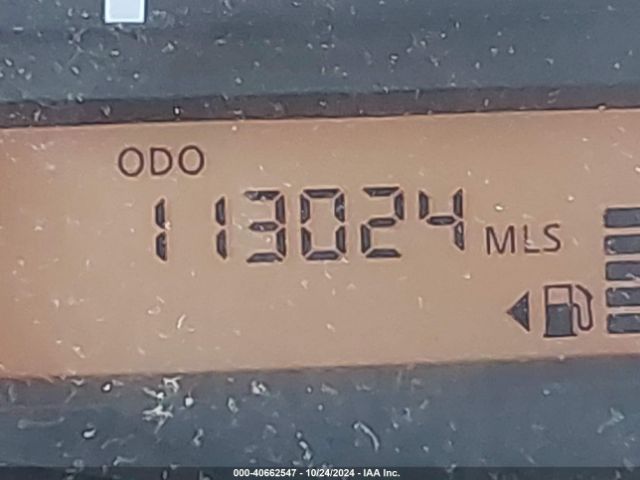 ODO
113024 MLS
000-40662547 - 10/24/2024 - IAA Inc.